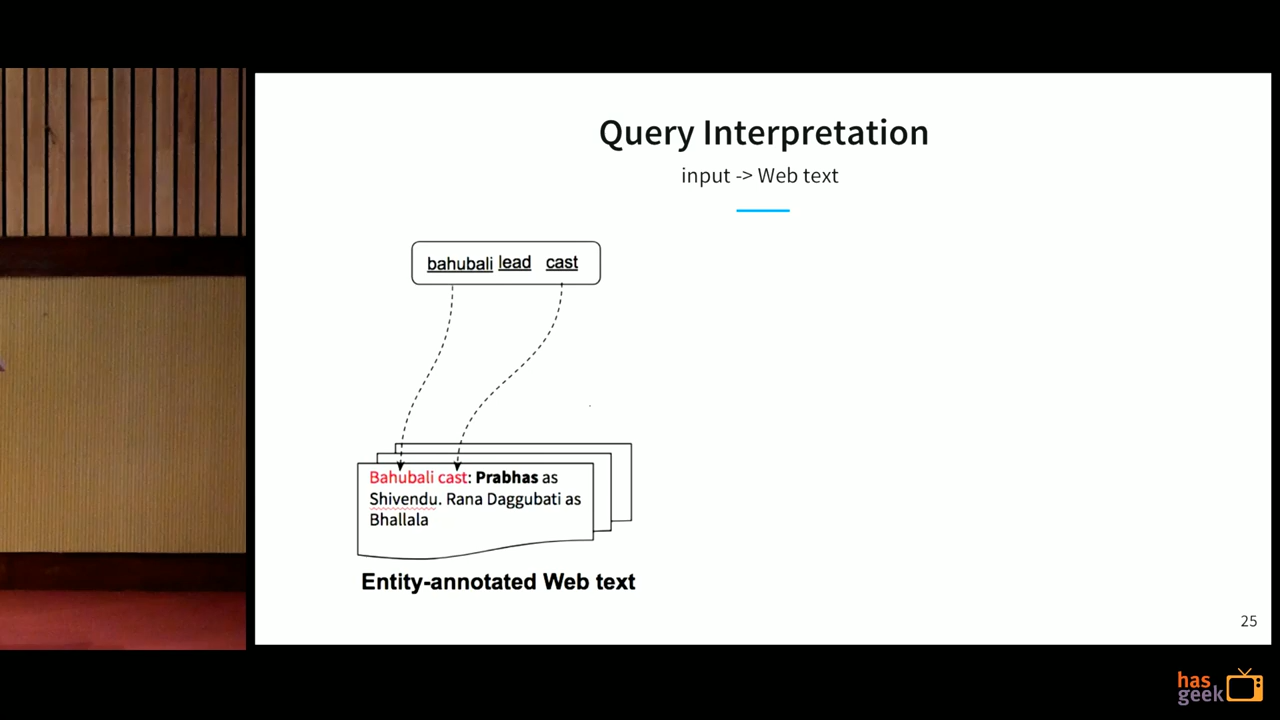 Query Interpretation
input -> Web text
bahubali lead cast
Bahubali cast: Prabhas as
Shivendu. Rana Daggubati as
Bhallala
Entity-annotated Web text
25
has
geek